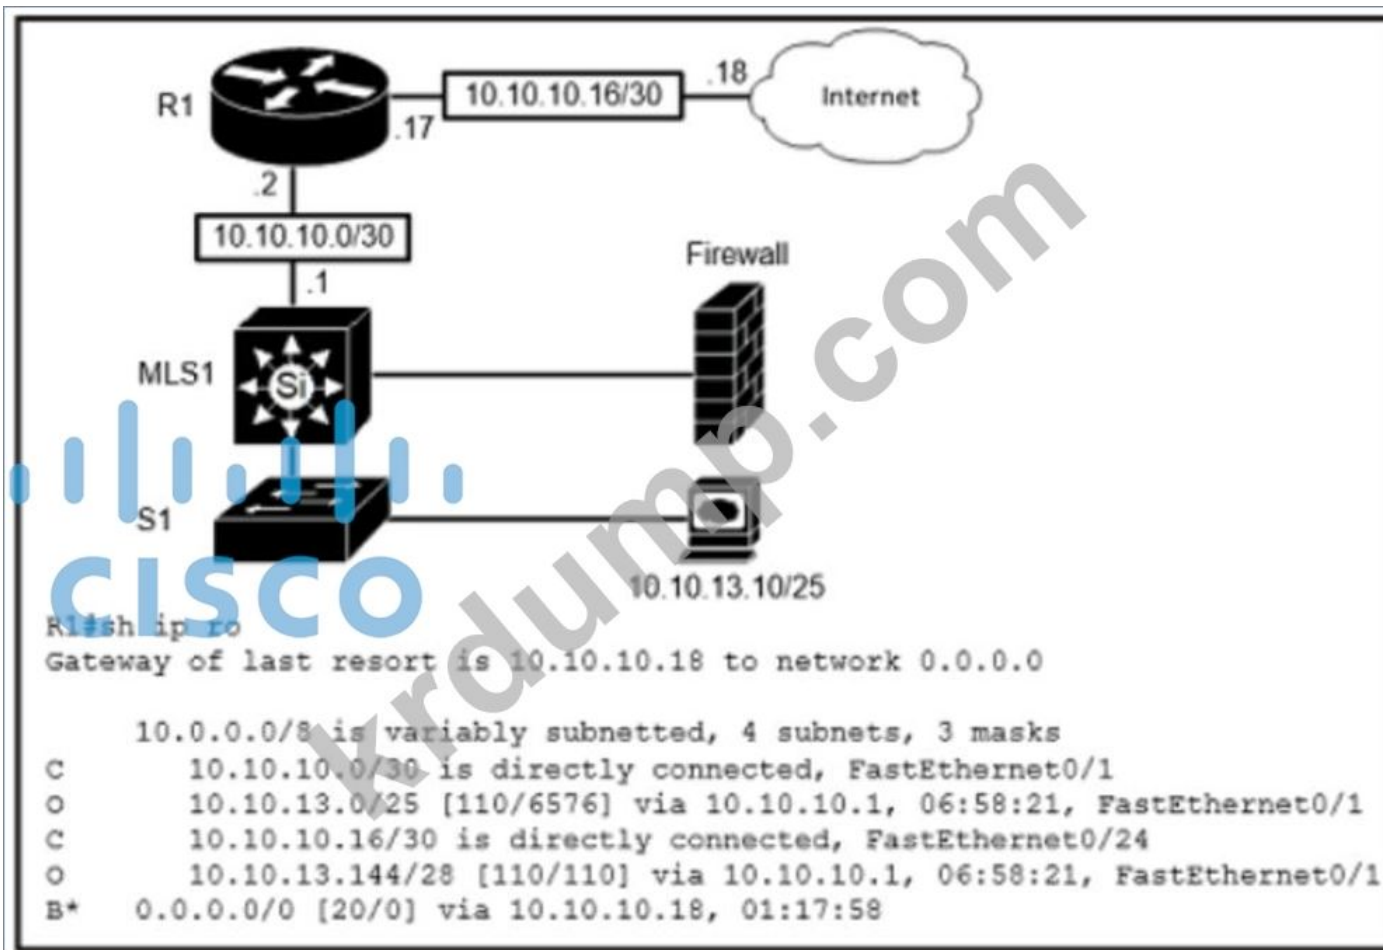 R1
10.10.10.16/30
.18
Internet
.17
.2
10.10.10.0/30
.1
Firewall
MLS1
Si
S1
10.10.13.10/25
CISCO
krdump.com
R1#sh ip ro
Gateway of last resort is 10.10.10.18 to network 0.0.0.0
10.0.0.0/8 is variably subnetted, 4 subnets, 3 masks
C 10.10.10.0/30 is directly connected, FastEthernet0/1
O 10.10.13.0/25 [110/6576] via 10.10.10.1, 06:58:21, FastEthernet0/1
C 10.10.10.16/30 is directly connected, FastEthernet0/24
O 10.10.13.144/28 [110/110] via 10.10.10.1, 06:58:21, FastEthernet0/1
B* 0.0.0.0/0 [20/0] via 10.10.10.18, 01:17:58